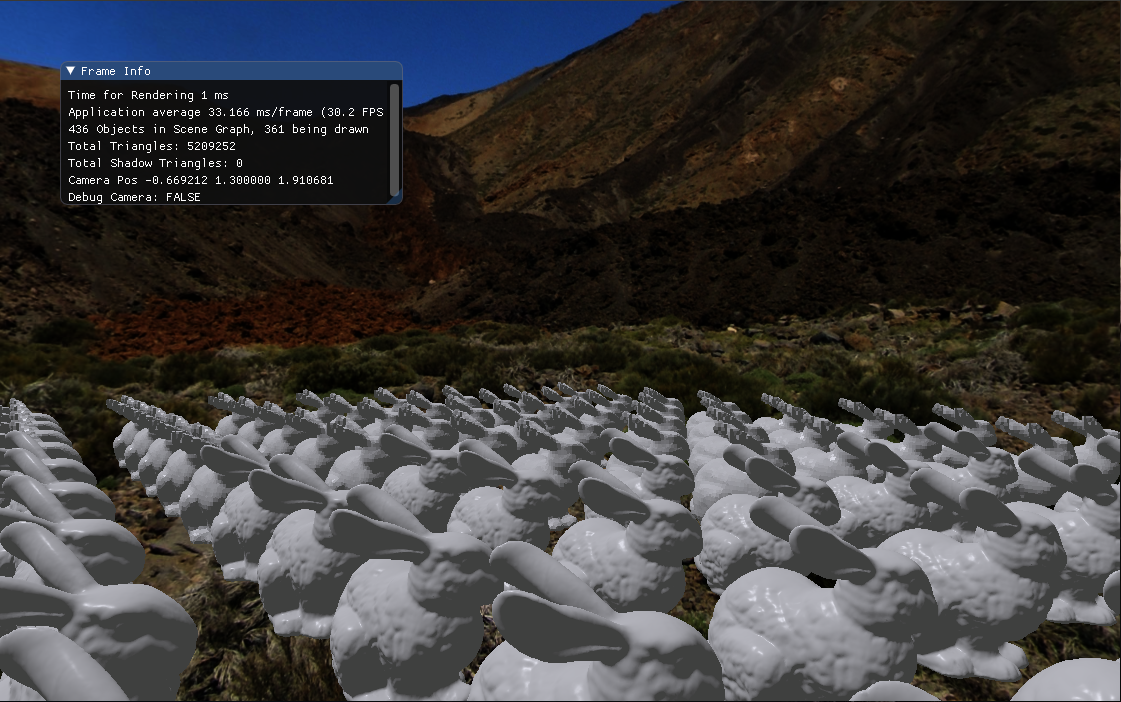 Frame Info
Time for Rendering 1 ms
Application average 33.166 ms/frame (30.2 FPS
436 Objects in Scene Graph, 361 being drawn
Total Triangles: 5209252
Total Shadow Triangles: 0
Camera Pos -0.669212 1.300000 1.910681
Debug Camera: FALSE